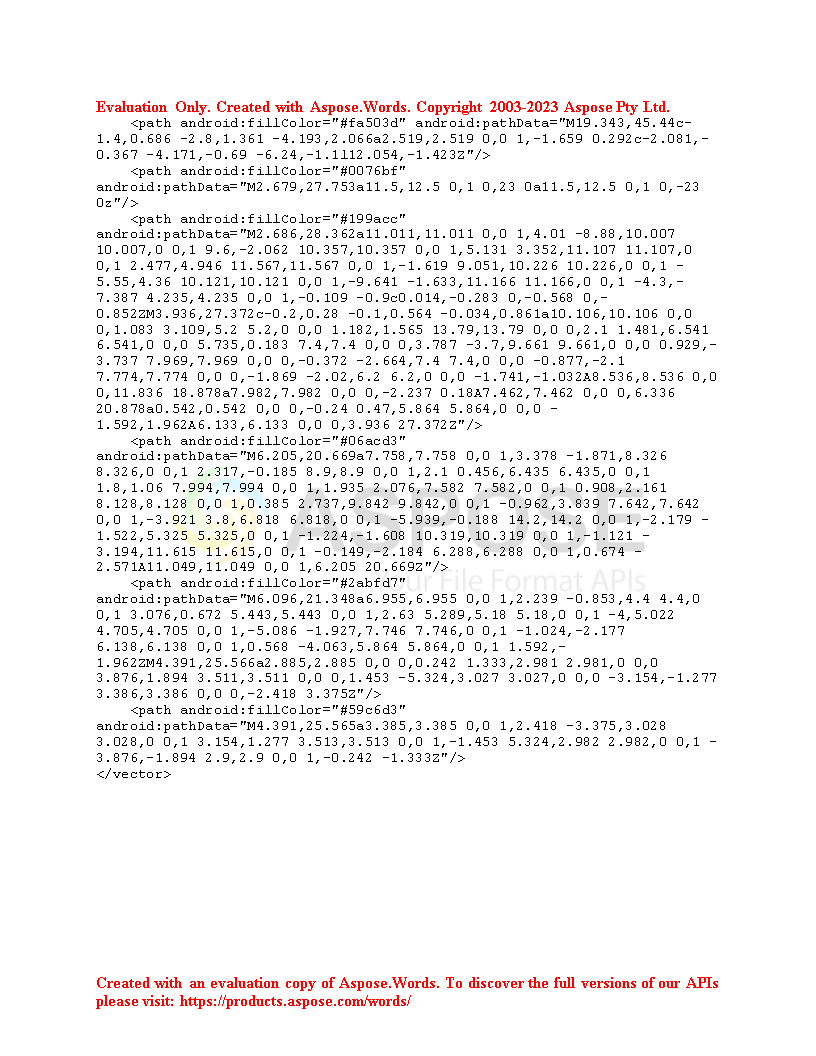 Evaluation Only. Created with Aspose.Words. Copyright 2003-2023 Aspose Pty Ltd.
<path android:fillColor="#fa503d" android:pathData="M19.343,45.44c-
1.4,0.686 -2.8,1.361 -4.193,2.066a2.519,2.519 0,0 1,-1.659 0.292c-2.081,-
0.367 -4.171,-0.69 -6.24,-1.1l12.054,-1.423Z"/>
<path android:fillColor="#0076bf"
android:pathData="M2.679,27.753a11.5,12.5 0,1 0,23 0a11.5,12.5 0,1 0,-23
0z"/>
<path android:fillColor="#199acc"
android:pathData="M2.686,28.362a11.011,11.011 0,0 1,4.01 -8.88,10.007
10.007,0 0,1 9.6,-2.062 10.357,10.357 0,0 1,5.131 3.352,11.107 11.107,0
0,1 2.477,4.946 11.567,11.567 0,0 1,-1.619 9.051,10.226 10.226,0 0,1 -
5.55,4.36 10.121,10.121 0,0 1,-9.641 -1.633,11.166 11.166,0 0,1 -4.3,-
7.387 4.235,4.235 0,0 1,-0.109 -0.9c0.014,-0.283 0,-0.568 0,-
0.852ZM3.936,27.372c-0.2,0.28 -0.1,0.564 -0.034,0.861a10.106,10.106 0,0
0,1.083 3.109,5.2 5.2,0 0,0 1.182,1.565 13.79,13.79 0,0 0,2.1 1.481,6.541
6.541,0 0,0 5.735,0.183 7.4,7.4 0,0 0,3.787 -3.7,9.661 9.661,0 0,0 0.929,-
3.737 7.969,7.969 0,0 0,-0.372 -2.664,7.4 7.4,0 0,0 -0.877,-2.1
7.774,7.774 0,0 0,-1.869 -2.02,6.2 6.2,0 0,0 -1.741,-1.032A8.536,8.536 0,0
0,11.836 18.878a7.982,7.982 0,0 0,-2.237 0.18A7.462,7.462 0,0 0,6.336
20.878a0.542,0.542 0,0 0,-0.24 0.47,5.864 5.864,0 0,0 -
1.592,1.962A6.133,6.133 0,0 0,3.936 27.372Z"/>
<path android:fillColor="#06acd3"
android:pathData="M6.205,20.669a7.758,7.758 0,0 1,3.378 -1.871,8.326
8.326,0 0,1 2.317,-0.185 8.9,8.9 0,0 1,2.1 0.456,6.435 6.435,0 0,1
1.8,1.06 7.994,7.994 0,0 1,1.935 2.076,7.582 7.582,0 0,1 0.908,2.161
8.128,8.128 0,0 1,0.385 2.737,9.842 9.842,0 0,1 -0.962,3.839 7.642,7.642
0,0 1,-3.921 3.8,6.818 6.818,0 0,1 -5.939,-0.188 14.2,14.2 0,0 1,-2.179 -
1.522,5.325 5.325,0 0,1 -1.224,-1.608 10.319,10.319 0,0 1,-1.121 -
3.194,11.615 11.615,0 0,1 -0.149,-2.184 6.288,6.288 0,0 1,0.674 -
2.571A11.049,11.049 0,0 1,6.205 20.669Z"/>
<path android:fillColor="#2abfd7"
android:pathData="M6.096,21.348a6.955,6.955 0,0 1,2.239 -0.853,4.4 4.4,0
0,1 3.076,0.672 5.443,5.443 0,0 1,2.63 5.289,5.18 5.18,0 0,1 -4,5.022
4.705,4.705 0,0 1,-5.086 -1.927,7.746 7.746,0 0,1 -1.024,-2.177
6.138,6.138 0,0 1,0.568 -4.063,5.864 5.864,0 0,1 1.592,-
1.962ZM4.391,25.566a2.885,2.885 0,0 0,0.242 1.333,2.981 2.981,0 0,0
3.876,1.894 3.511,3.511 0,0 0,1.453 -5.324,3.027 3.027,0 0,0 -3.154,-1.277
3.386,3.386 0,0 0,-2.418 3.375Z"/>
<path android:fillColor="#59c6d3"
android:pathData="M4.391,25.565a3.385,3.385 0,0 1,2.418 -3.375,3.028
3.028,0 0,1 3.154,1.277 3.513,3.513 0,0 1,-1.453 5.324,2.982 2.982,0 0,1 -
3.876,-1.894 2.9,2.9 0,0 1,-0.242 -1.333Z"/>
</vector>
ASPOSE
Your File Format APIs
Created with an evaluation copy of Aspose.Words. To discover the full versions of our APIs
please visit: https://products.aspose.com/words/